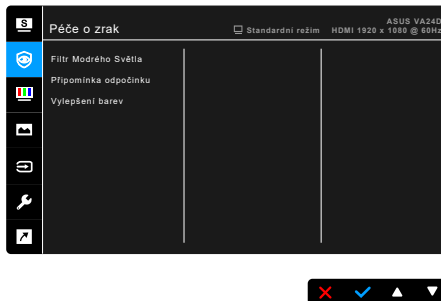 S
Péče o zrak
Standardní režim
ASUS VA24D
HDMI 1920 x 1080 @ 60Hz
Filtr Modrého Světla
Připomínka odpočinku
Vylepšení barev